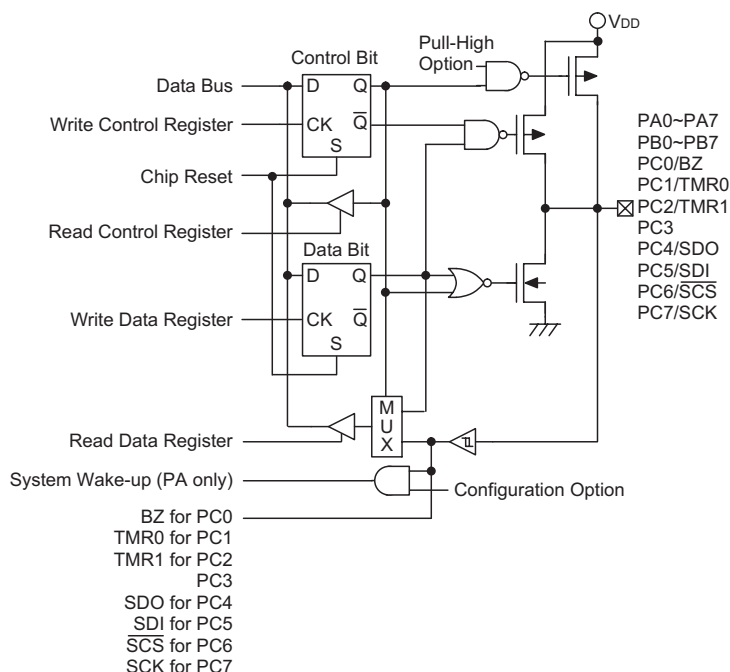 VDD
Control Bit
Pull-High
Option
Data Bus
D
Q
Write Control Register
CK
Q̅
S
Chip Reset
Read Control Register
Data Bit
D
Q
Write Data Register
CK
Q̅
S
PA0~PA7
PB0~PB7
PC0/BZ
PC1/TMR0
PC2/TMR1
PC3
PC4/SDO
PC5/SDI
PC6/S̅C̅S̅
PC7/SCK
M
U
X
Read Data Register
System Wake-up (PA only)
Configuration Option
BZ for PC0
TMR0 for PC1
TMR1 for PC2
PC3
SDO for PC4
SDI for PC5
S̅C̅S̅ for PC6
SCK for PC7